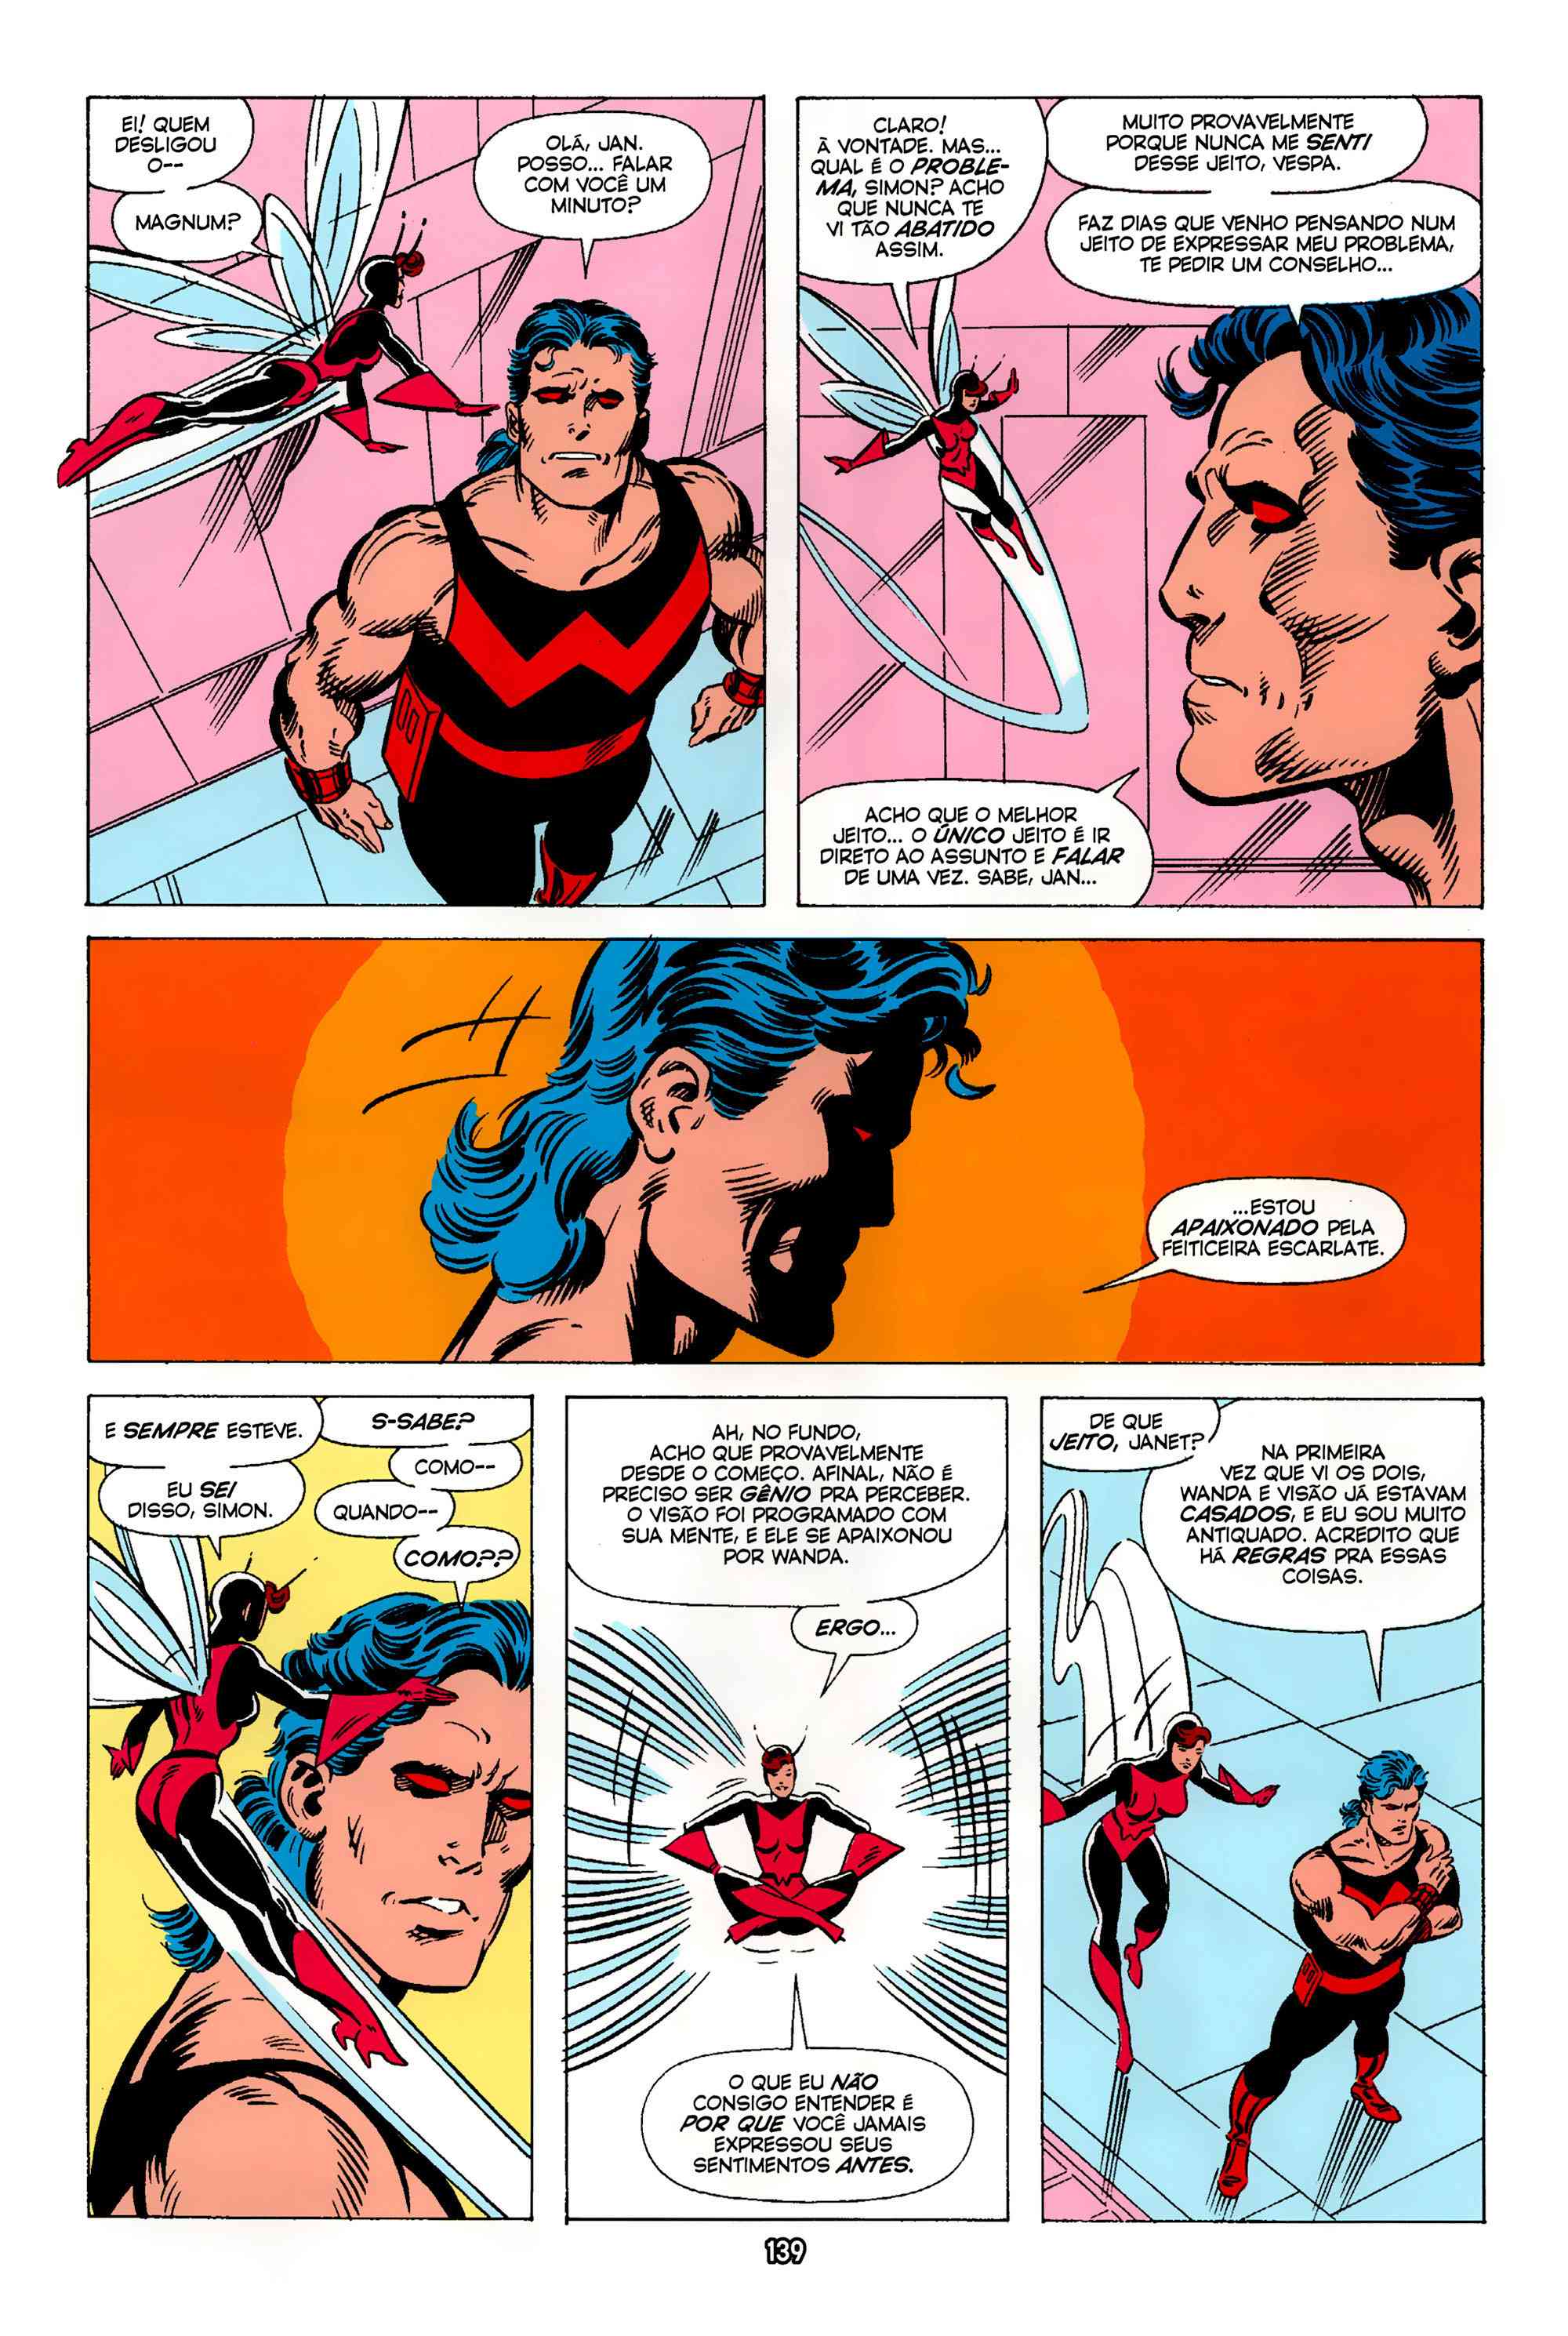 EI! QUEM
DESLIGOU
O--
MAGNUM?
OLÁ, JAN.
POSSO... FALAR
COM VOCÊ UM
MINUTO?
CLARO!
À VONTADE. MAS...
QUAL É O PROBLE-
MA, SIMON? ACHO
QUE NUNCA TE
VI TÃO ABATIDO
ASSIM.
MUITO PROVAVELMENTE
PORQUE NUNCA ME SENTI
DESSE JEITO, VESPA.
FAZ DIAS QUE VENHO PENSANDO NUM
JEITO DE EXPRESSAR MEU PROBLEMA,
TE PEDIR UM CONSELHO...
ACHO QUE O MELHOR
JEITO... O ÚNICO JEITO É IR
DIRETO AO ASSUNTO E FALAR
DE UMA VEZ. SABE, JAN...
...ESTOU
APAIXONADO PELA
FEITICEIRA ESCARLATE.
E SEMPRE ESTEVE.
EU SEI
DISSO, SIMON.
S-SABE?
COMO--
QUANDO--
COMO??
AH, NO FUNDO,
ACHO QUE PROVAVELMENTE
DESDE O COMEÇO. AFINAL, NÃO É
PRECISO SER GÊNIO PRA PERCEBER.
O VISÃO FOI PROGRAMADO COM
SUA MENTE, E ELE SE APAIXONOU
POR WANDA.
ERGO...
O QUE EU NÃO
CONSIGO ENTENDER É
POR QUE VOCÊ JAMAIS
EXPRESSOU SEUS
SENTIMENTOS ANTES.
DE QUE
JEITO, JANET?
NA PRIMEIRA
VEZ QUE VI OS DOIS,
WANDA E VISÃO JÁ ESTAVAM
CASADOS, E EU SOU MUITO
ANTIQUADO. ACREDITO QUE
HÁ REGRAS PRA ESSAS
COISAS.
139